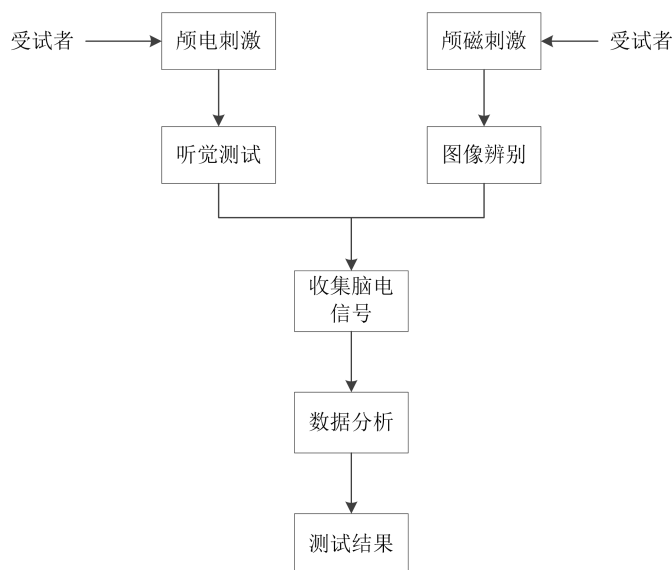 受试者
颅电刺激
颅磁刺激
受试者
听觉测试
图像辨别
收集脑电
信号
数据分析
测试结果